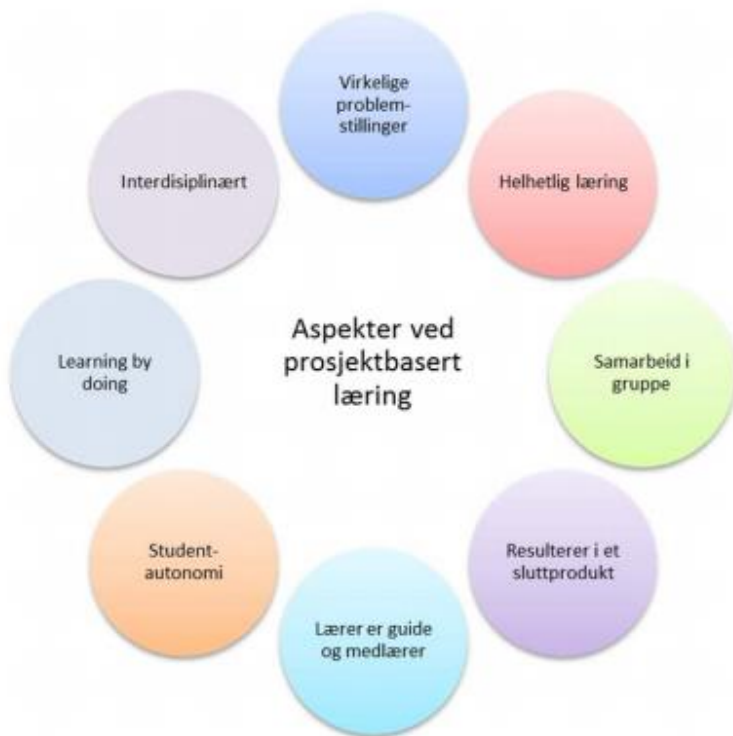 Virkelige
problem-
stillinger
Interdisiplinært
Helhetlig læring
Aspekter ved
prosjektbasert
læring
Learning by
doing
Samarbeid i
gruppe
Student-
autonomi
Resulterer i et
sluttprodukt
Lærer er guide
og medlærer